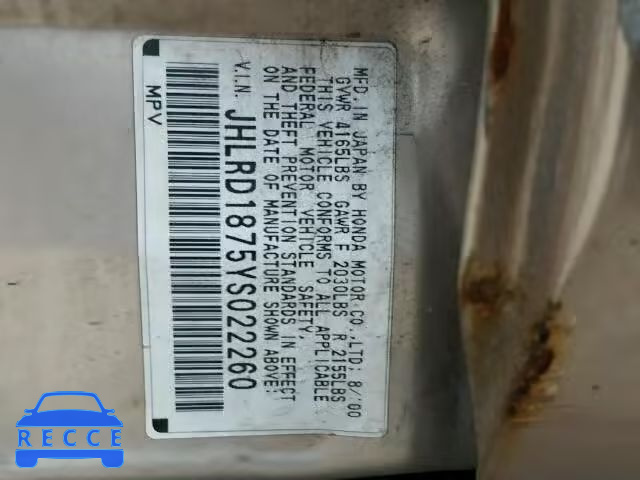 MFD. IN JAPAN BY HONDA MOTOR CO., LTD; 8/'00
GVWR 4165LBS GAWR F 2030LBS R 2155LBS
THIS VEHICLE CONFORMS TO ALL APPLICABLE
FEDERAL MOTOR VEHICLE SAFETY,
AND THEFT PREVENTION STANDARDS IN EFFECT
ON THE DATE OF MANUFACTURE SHOWN ABOVE.
V.I.N. JHLRD1875YS022260
MPV
RECCE